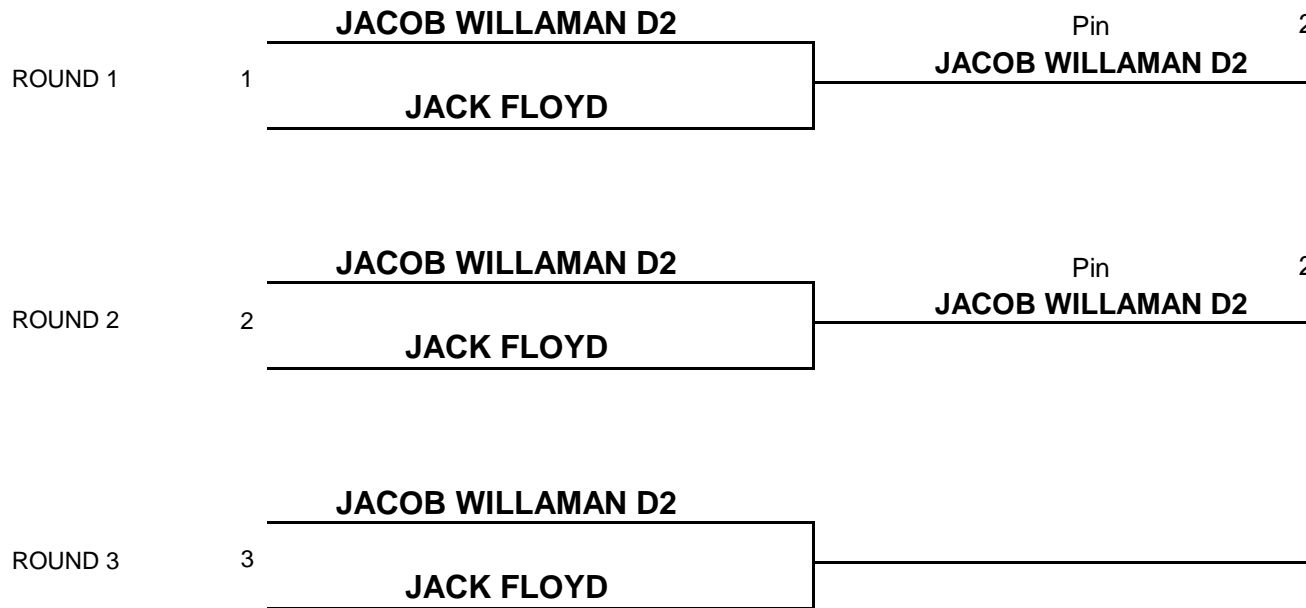 JACOB WILLAMAN D2
Pin
ROUND 1 1 JACOB WILLAMAN D2
JACK FLOYD
JACOB WILLAMAN D2
Pin
ROUND 2 2 JACOB WILLAMAN D2
JACK FLOYD
JACOB WILLAMAN D2
ROUND 3 3
JACK FLOYD